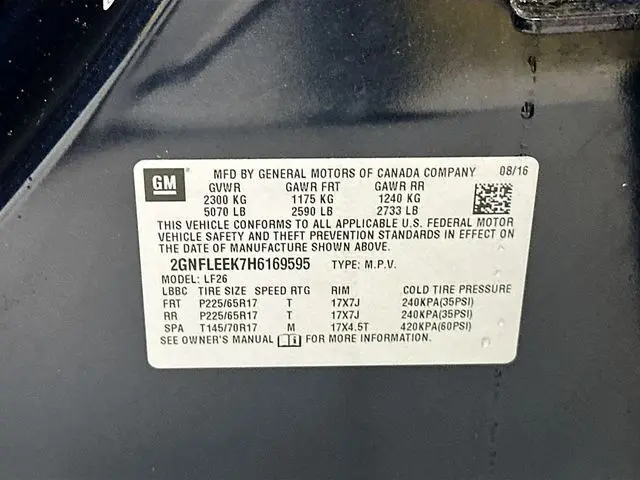 GM MFD BY GENERAL MOTORS OF CANADA COMPANY 08/16
GVWR GAWR FRT GAWR RR
2300 KG 1175 KG 1240 KG
5070 LB 2590 LB 2733 LB
THIS VEHICLE CONFORMS TO ALL APPLICABLE U.S. FEDERAL MOTOR
VEHICLE SAFETY AND THEFT PREVENTION STANDARDS IN EFFECT
ON THE DATE OF MANUFACTURE SHOWN ABOVE.
2GNFLEEK7H6169595 TYPE: M.P.V.
MODEL: LF26
LBBC TIRE SIZE SPEED RTG RIM COLD TIRE PRESSURE
FRT P225/65R17 T 17X7J 240KPA(35PSI)
RR P225/65R17 T 17X7J 240KPA(35PSI)
SPA T145/70R17 M 17X4.5T 420KPA(60PSI)
SEE OWNER'S MANUAL FOR MORE INFORMATION.